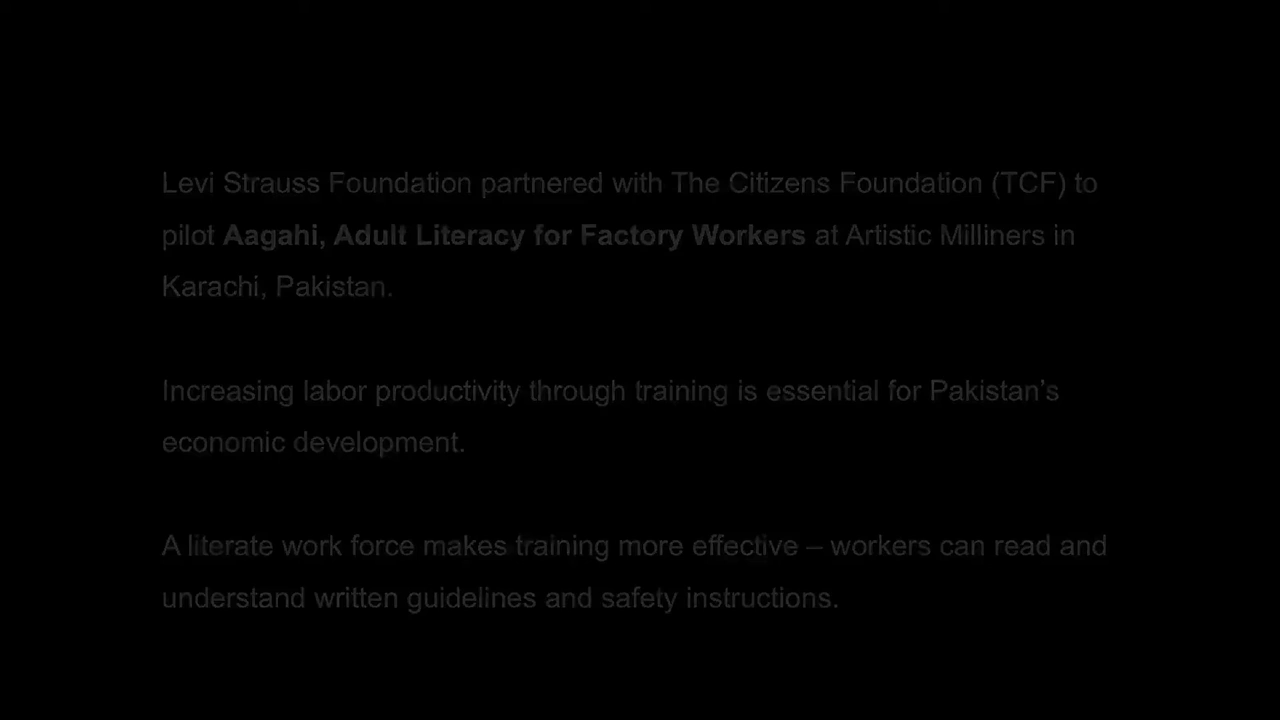 Levi Strauss Foundation partnered with The Citizens Foundation (TCF) to
pilot Aagahi, Adult Literacy for Factory Workers at Artistic Milliners in
Karachi, Pakistan.
Increasing labor productivity through training is essential for Pakistan’s
economic development.
A literate work force makes training more effective – workers can read and
understand written guidelines and safety instructions.